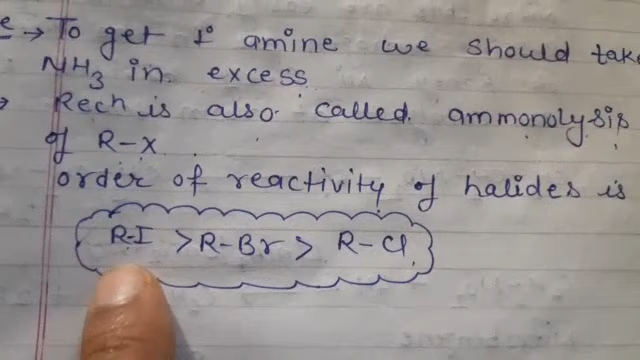 e → To get 1° amine we should take
NH3 in excess
→ Rech is also called ammonolysis
of R-X
order of reactivity of halides is
R-I > R-Br > R-Cl